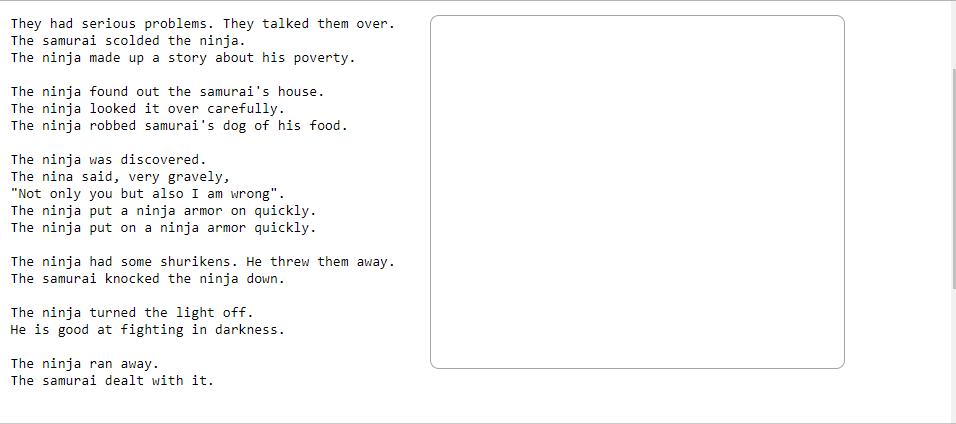 They had serious problems. They talked them over.
The samurai scolded the ninja.
The ninja made up a story about his poverty.
The ninja found out the samurai's house.
The ninja looked it over carefully.
The ninja robbed samurai's dog of his food.
The ninja was discovered.
The nina said, very gravely,
"Not only you but also I am wrong".
The ninja put a ninja armor on quickly.
The ninja put on a ninja armor quickly.
The ninja had some shurikens. He threw them away.
The samurai knocked the ninja down.
The ninja turned the light off.
He is good at fighting in darkness.
The ninja ran away.
The samurai dealt with it.